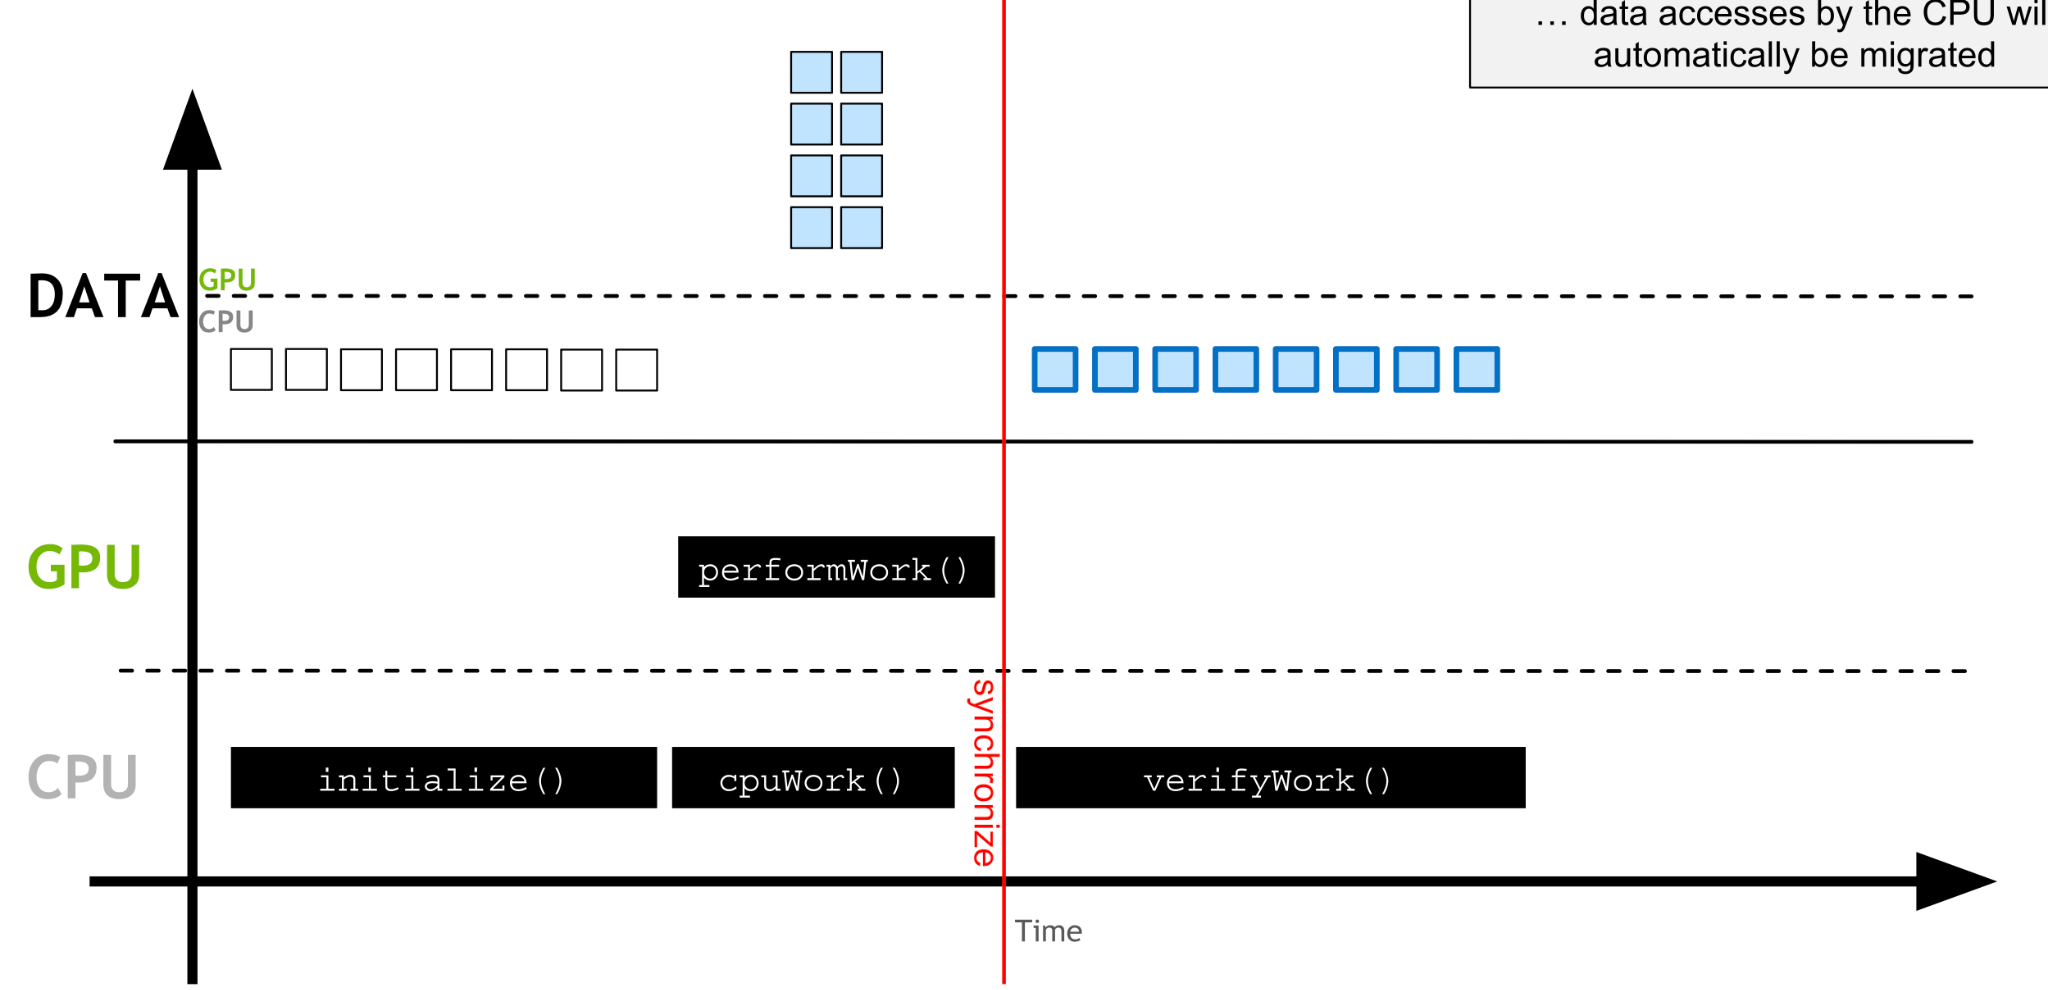 … data accesses by the CPU wil
automatically be migrated
DATA
GPU
CPU
GPU
performWork()
synchronize
CPU
initialize()
cpuWork()
verifyWork()
Time